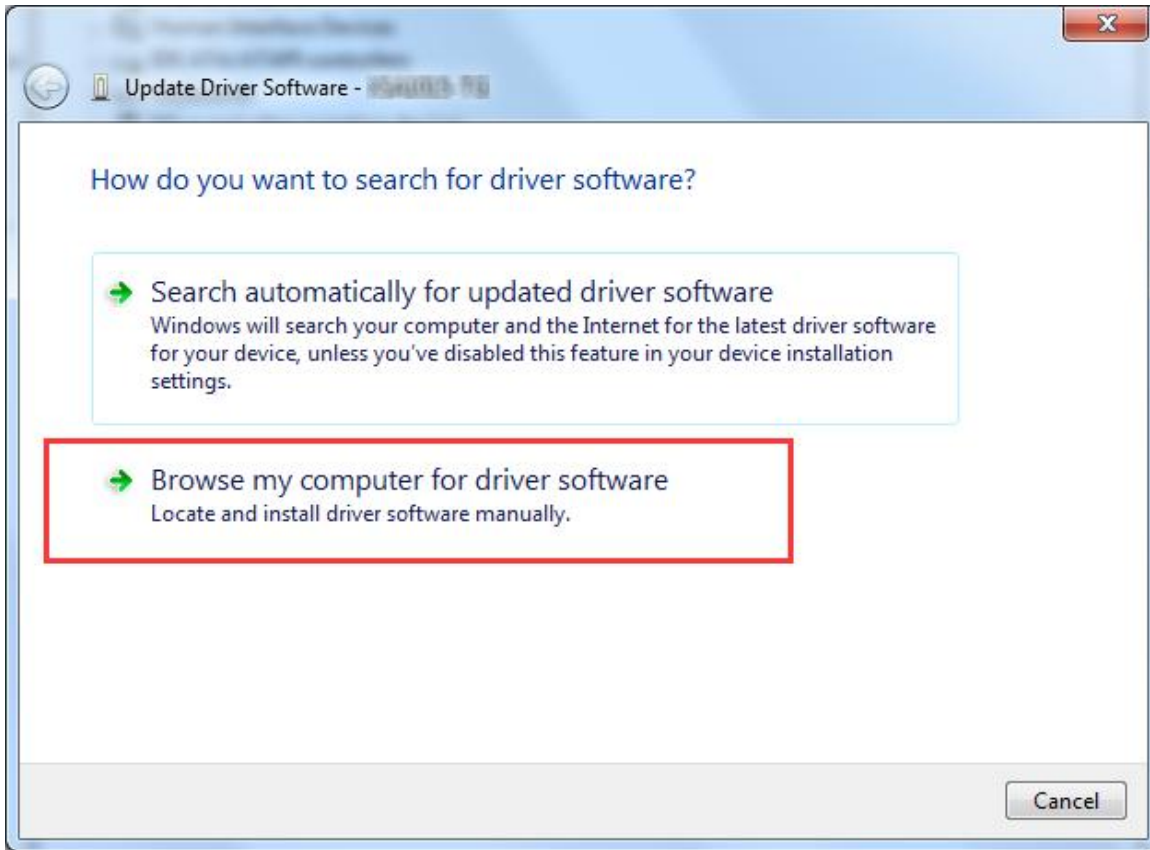 Update Driver Software -
How do you want to search for driver software?
Search automatically for updated driver software
Windows will search your computer and the Internet for the latest driver software
for your device, unless you've disabled this feature in your device installation
settings.
Browse my computer for driver software
Locate and install driver software manually.
Cancel